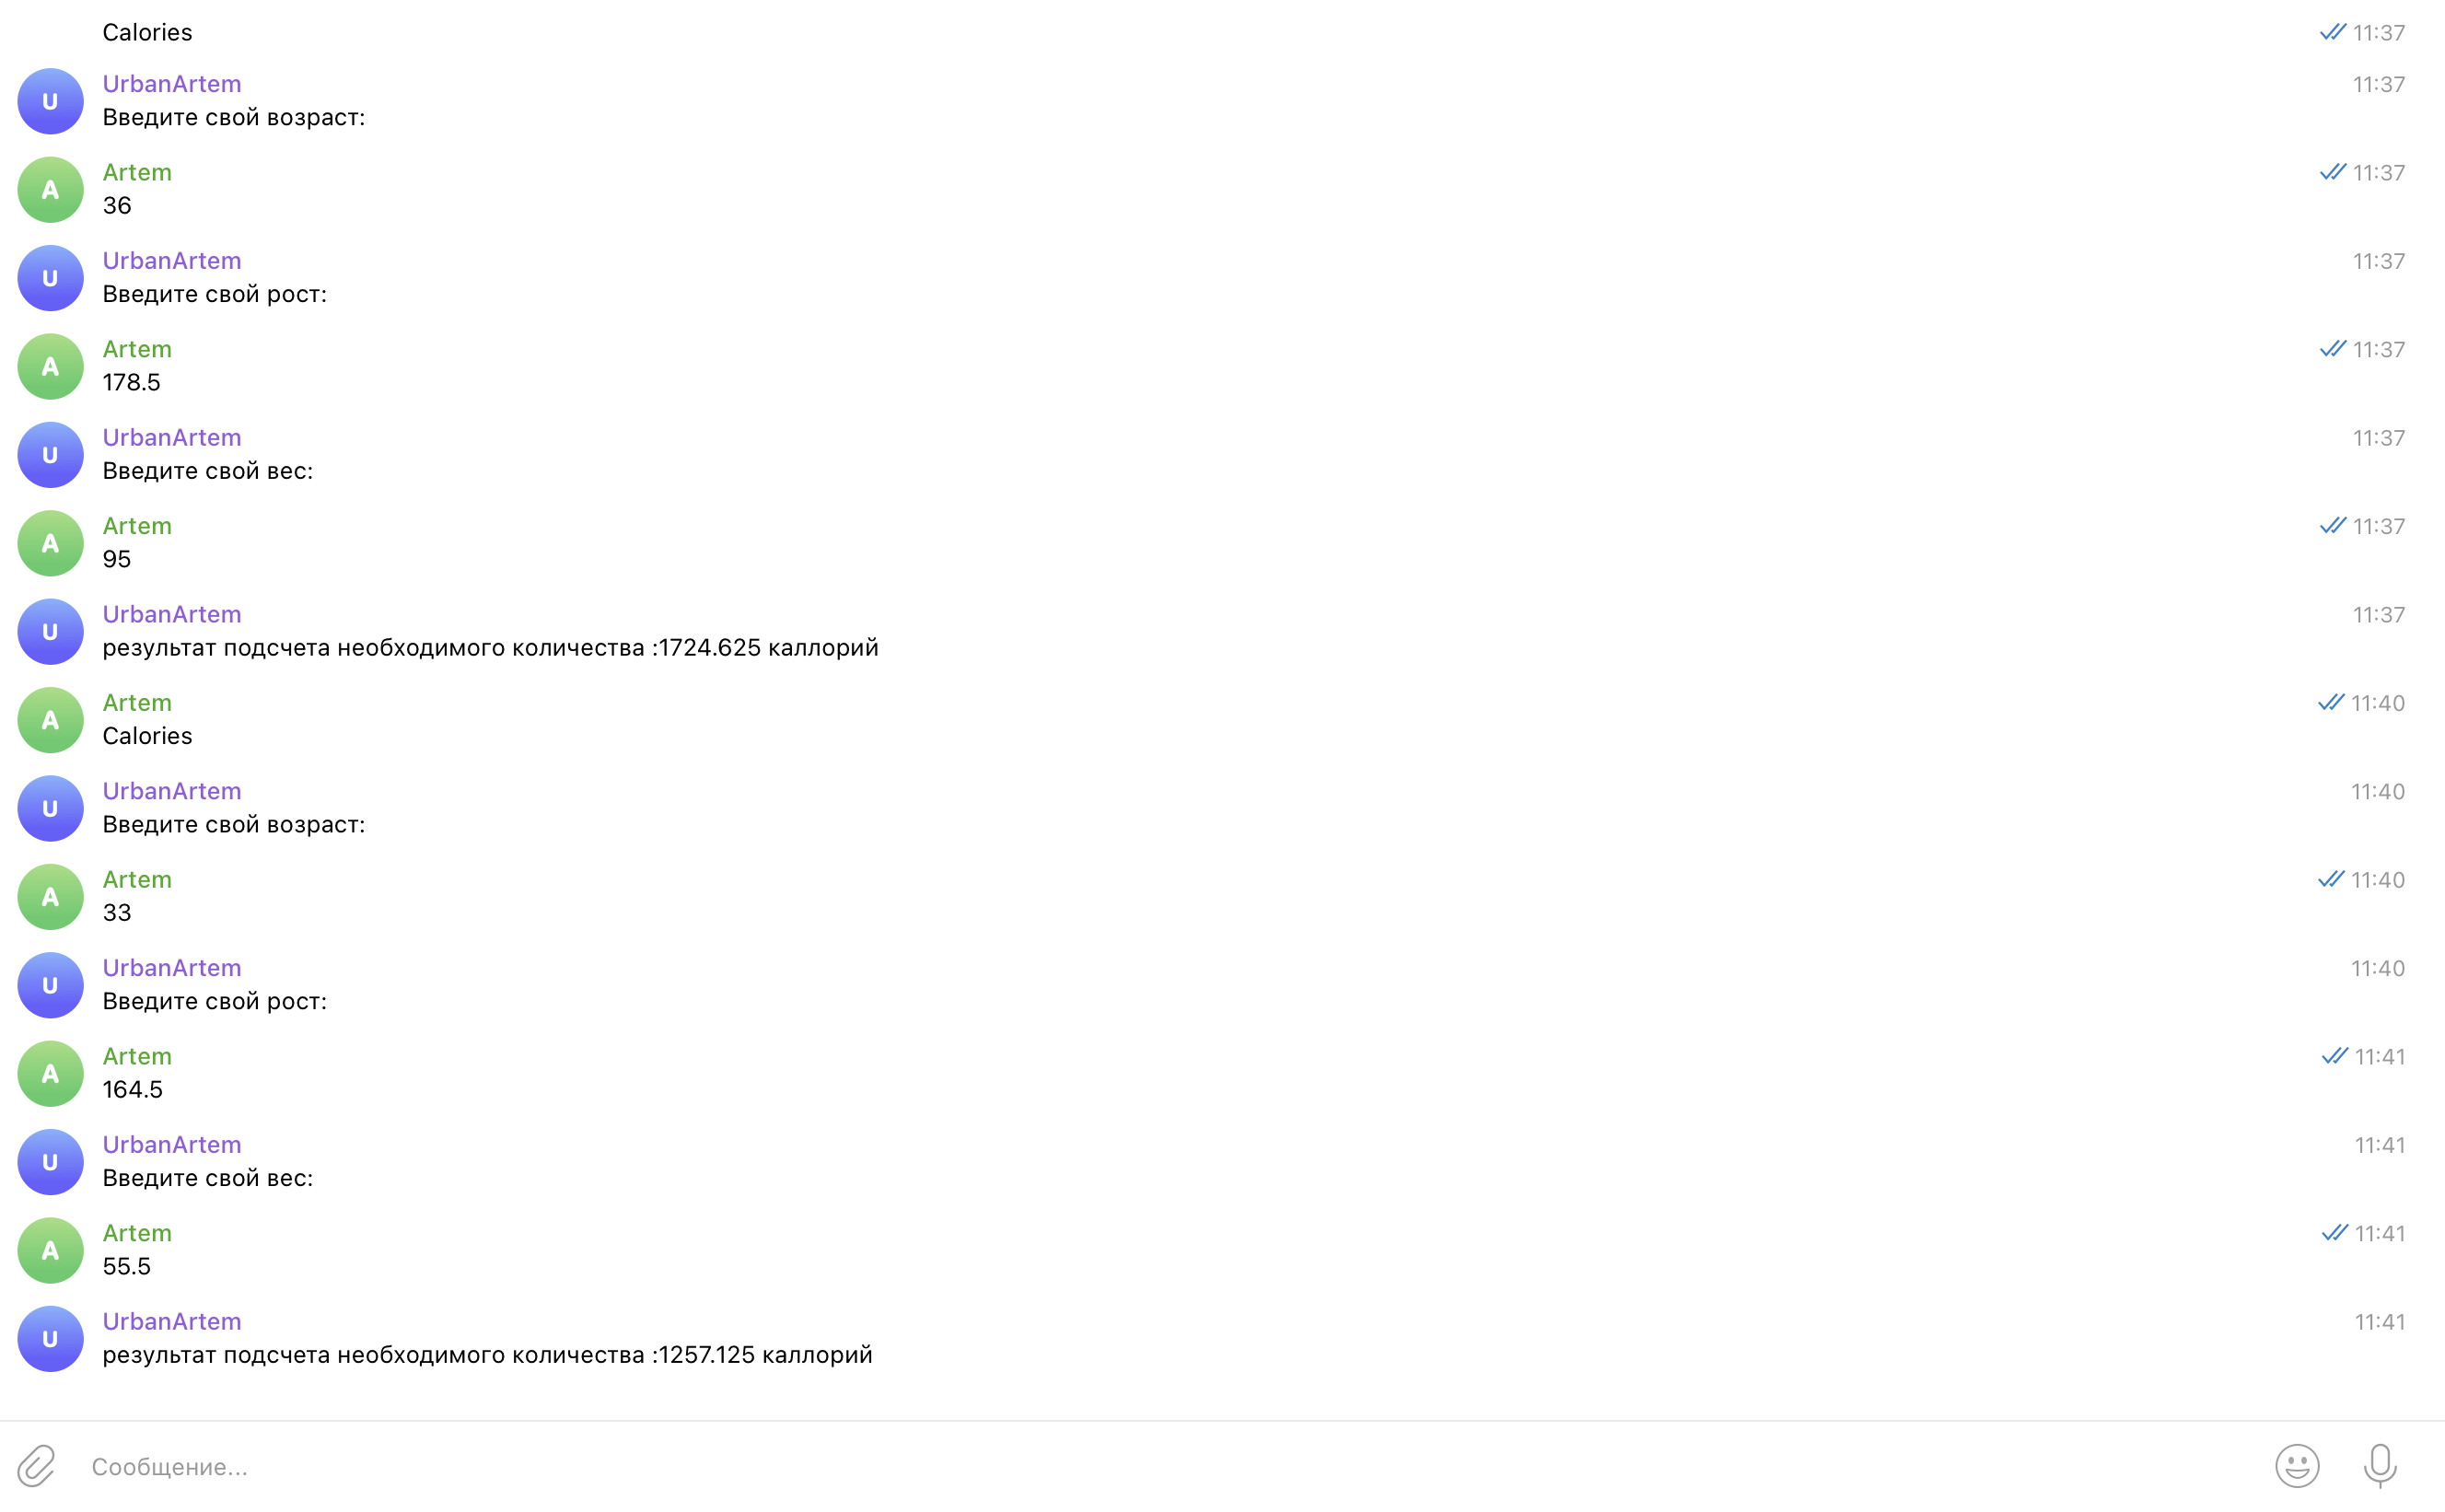 Calories
11:37
U
UrbanArtem
11:37
Введите свой возраст:
A
Artem
11:37
36
U
UrbanArtem
11:37
Введите свой рост:
A
Artem
11:37
178.5
U
UrbanArtem
11:37
Введите свой вес:
A
Artem
11:37
95
U
UrbanArtem
11:37
результат подсчета необходимого количества :1724.625 каллорий
A
Artem
11:40
Calories
U
UrbanArtem
11:40
Введите свой возраст:
A
Artem
11:40
33
U
UrbanArtem
11:40
Введите свой рост:
A
Artem
11:41
164.5
U
UrbanArtem
11:41
Введите свой вес:
A
Artem
11:41
55.5
U
UrbanArtem
11:41
результат подсчета необходимого количества :1257.125 каллорий
Сообщение...